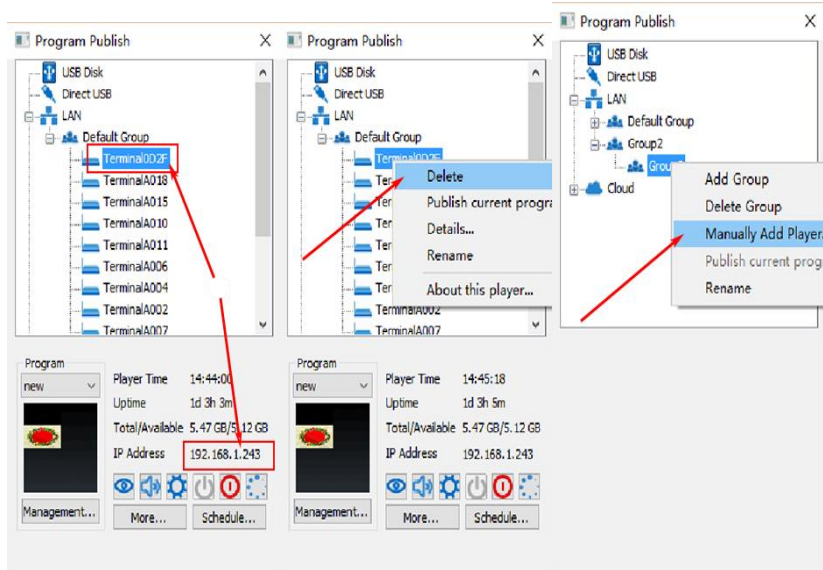 Program Publish
USB Disk
Direct USB
LAN
Default Group
Terminal0D2F
TerminalA018
TerminalA015
TerminalA010
TerminalA011
TerminalA006
TerminalA004
TerminalA002
TerminalA007
Program
new
Player Time 14:44:00
Uptime 1d 3h 3m
Total/Available 5.47 GB/5.12 GB
IP Address 192.168.1.243
Management...
More...
Schedule...
Program Publish
USB Disk
Direct USB
LAN
Default Group
Terminal0D2F
Delete
Publish current progra
Details...
Rename
About this player...
TerminalA002
TerminalA007
Program
new
Player Time 14:45:18
Uptime 1d 3h 5m
Total/Available 5.47 GB/5.12 GB
IP Address 192.168.1.243
Management...
More...
Schedule...
Program Publish
USB Disk
Direct USB
LAN
Default Group
Group2
Cloud
Add Group
Delete Group
Manually Add Player.
Publish current prog
Rename